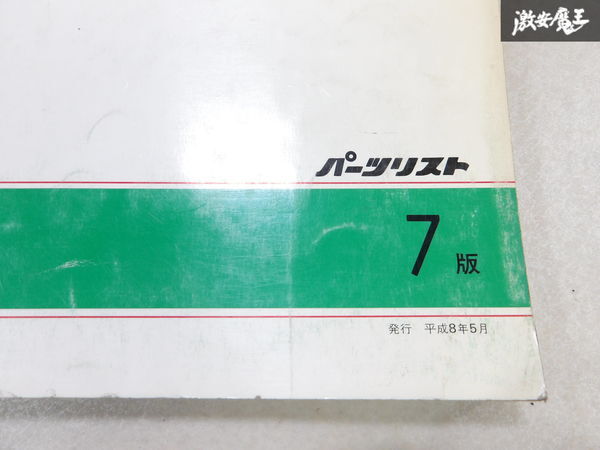 激安魔王
パーツリスト
7版
発行 平成8年5月